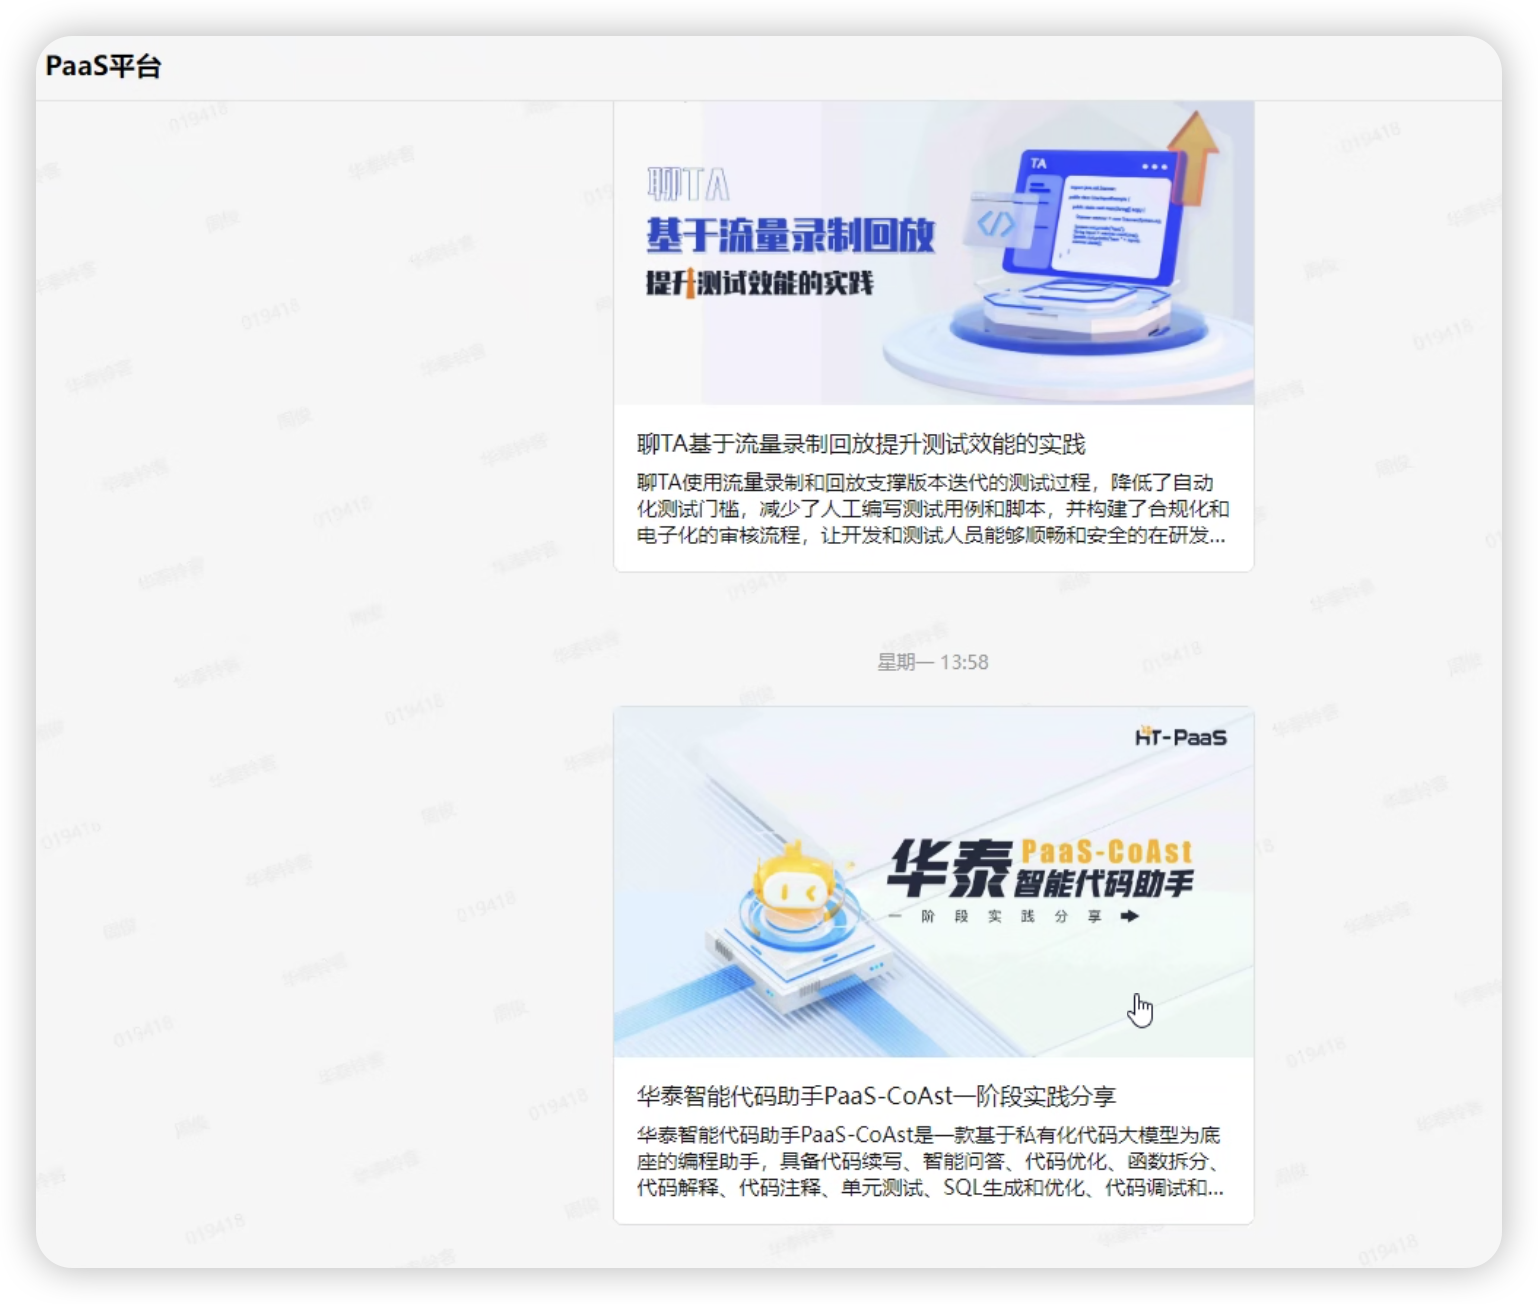 PaaS平台
聊TA
基于流量录制回放
提升测试效能的实践
TA
</>
聊TA基于流量录制回放提升测试效能的实践
聊TA使用流量录制和回放支撑版本迭代的测试过程，降低了自动
化测试门槛，减少了人工编写测试用例和脚本，并构建了合规化和
电子化的审核流程，让开发和测试人员能够顺畅和安全的在研发...
星期一 13:58
HT-PaaS
华泰 PaaS-CoAst
智能代码助手
一阶段实践分享
华泰智能代码助手PaaS-CoAst一阶段实践分享
华泰智能代码助手PaaS-CoAst是一款基于私有化代码大模型为底
座的编程助手，具备代码续写、智能问答、代码优化、函数拆分、
代码解释、代码注释、单元测试、SQL生成和优化、代码调试和...
019418